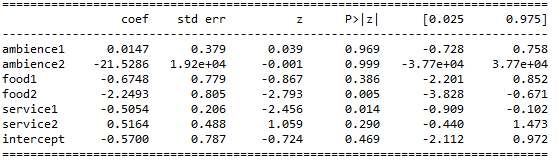 ================================================================================
coef std err z P>|z| [0.025 0.975]
--------------------------------------------------------------------------------
ambience1 0.0147 0.379 0.039 0.969 -0.728 0.758
ambience2 -21.5286 1.92e+04 -0.001 0.999 -3.77e+04 3.77e+04
food1 -0.6748 0.779 -0.867 0.386 -2.201 0.852
food2 -2.2493 0.805 -2.793 0.005 -3.828 -0.671
service1 -0.5054 0.206 -2.456 0.014 -0.909 -0.102
service2 0.5164 0.488 1.059 0.290 -0.440 1.473
intercept -0.5700 0.787 -0.724 0.469 -2.112 0.972
================================================================================